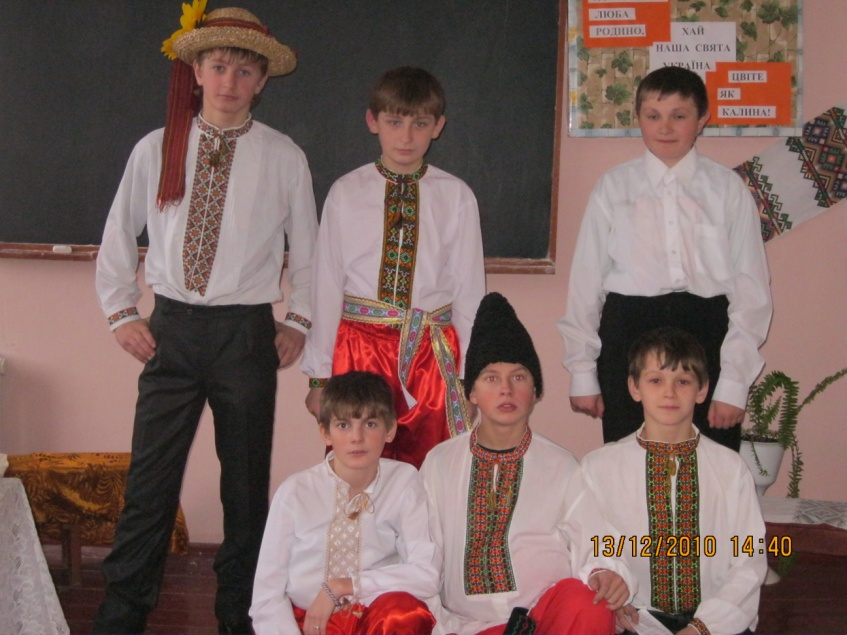 ЛЮБА
РОДИНО,
ХАЙ
НАША СВЯТА
УКРАЇНА
ЦВІТЕ
ЯК
КАЛИНА!
13/12/2010 14:40